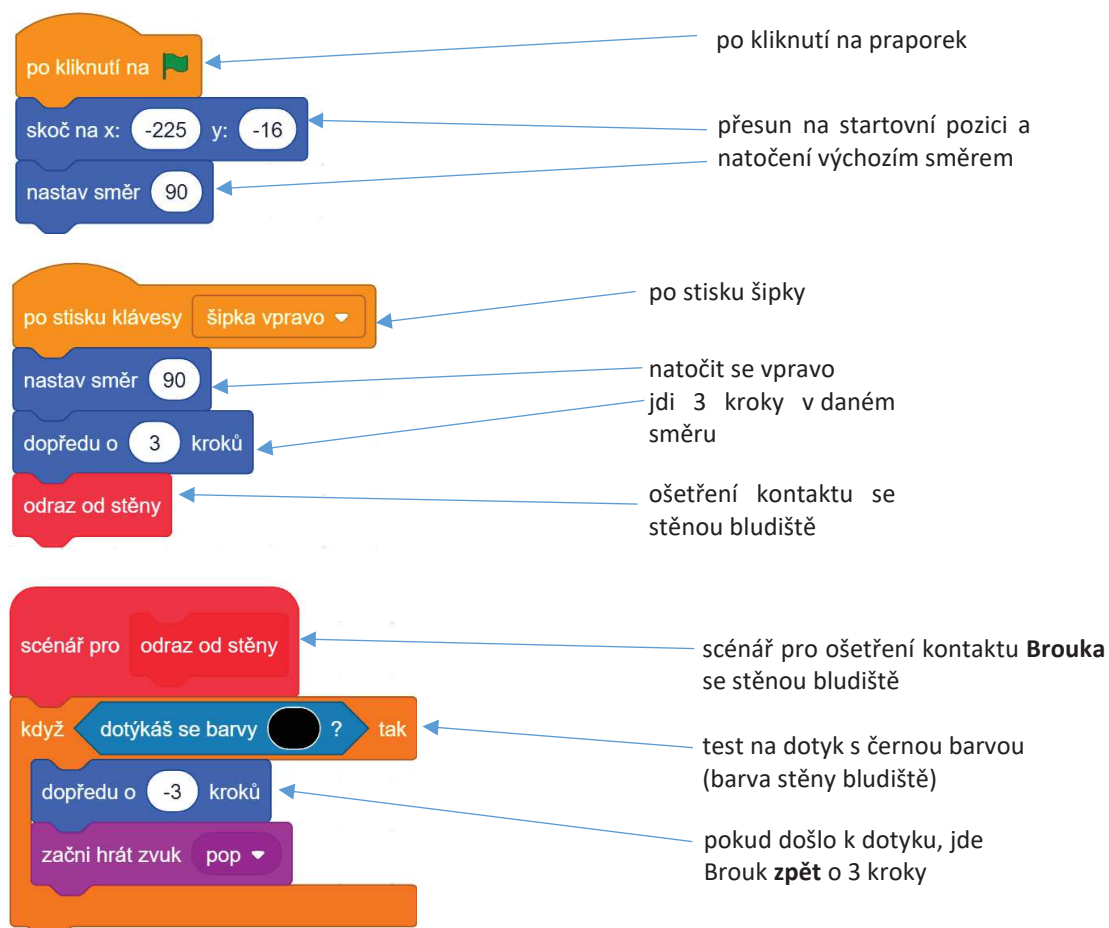 po kliknutí na
po kliknutí na praporek
skoč na x: -225 y: -16
přesun na startovní pozici a
natočení výchozím směrem
nastav směr 90
po stisku klávesy šipka vpravo
po stisku šipky
nastav směr 90
natočit se vpravo
jdi 3 kroky v daném
směru
dopředu o 3 kroků
odraz od stěny
ošetření kontaktu se
stěnou bludiště
scénář pro odraz od stěny
scénář pro ošetření kontaktu Brouka
se stěnou bludiště
když dotýkáš se barvy ? tak
test na dotyk s černou barvou
(barva stěny bludiště)
dopředu o -3 kroků
začni hrát zvuk pop
pokud došlo k dotyku, jde
Brouk zpět o 3 kroky